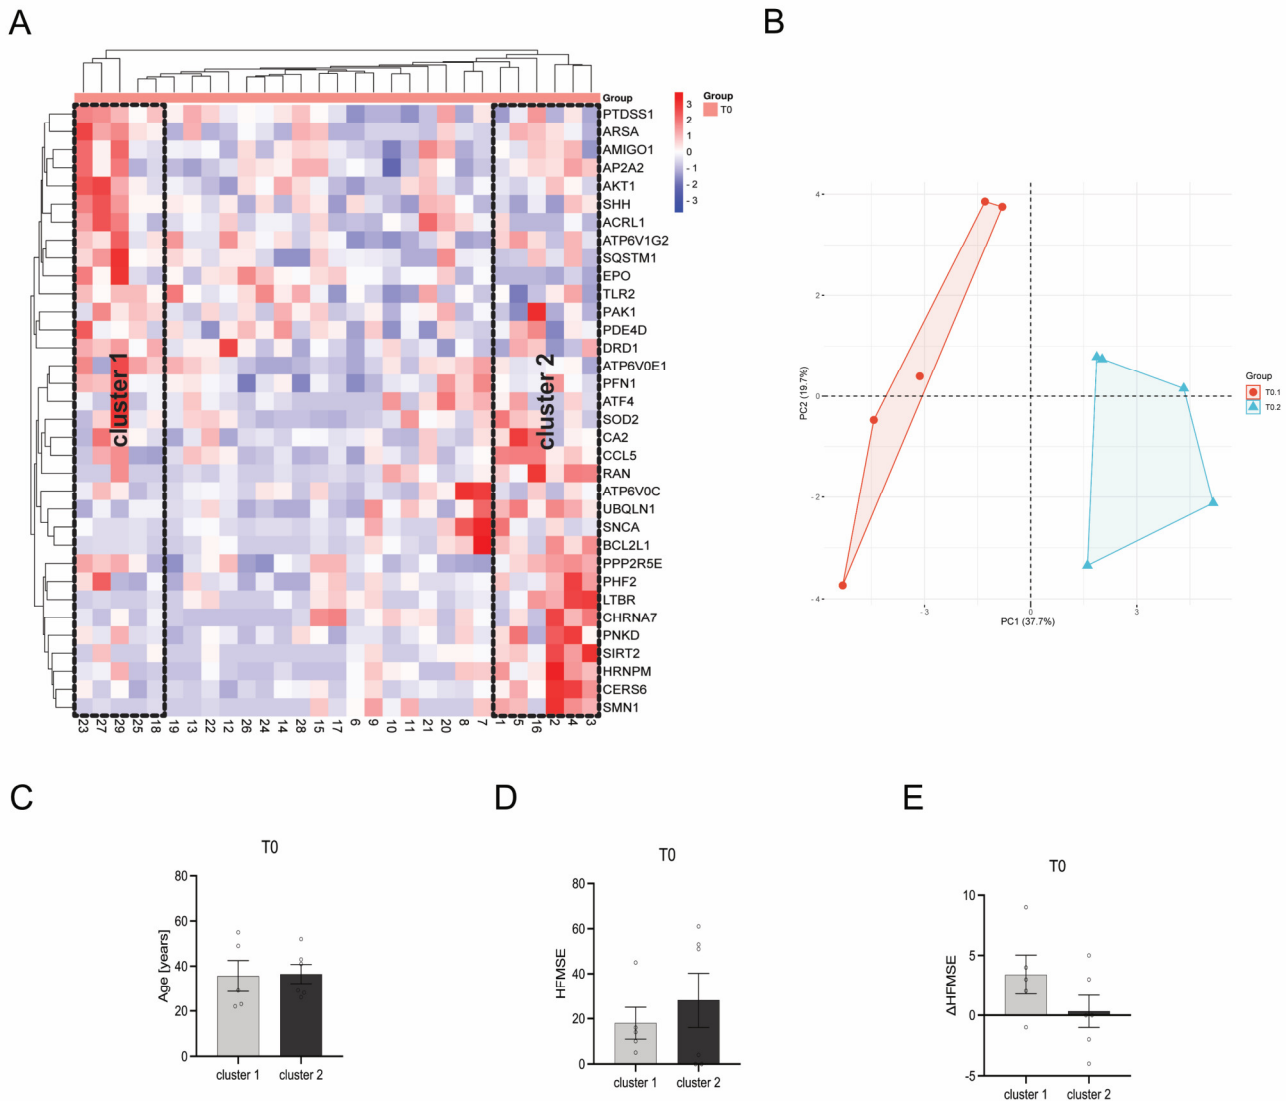 A
B
Group
Group
T0
3
2
1
0
- 1
- 2
- 3
PTDSS1
ARSA
AMIGO1
AP2A2
AKT1
SHH
ACRL1
ATP6V1G2
SQSTM1
EPO
TLR2
PAK1
PDE4D
DRD1
ATP6V0E1
PFN1
ATF4
SOD2
CA2
CCL5
RAN
ATP6V0C
UBQLN1
SNCA
BCL2L1
PPP2R5E
PHF2
LTBR
CHRNA7
PNKD
SIRT2
HRNPM
CERS6
SMN1
cluster 1
cluster 2
23 27 29 25 18 19 13 22 12 26 24 14 28 15 17 6 9 10 11 21 20 8 7 1 5 16 2 4 3
PC2 (19.7%)
4
2
0
-2
-4
-3
0
3
PC1 (37.7%)
Group
T0.1
T0.2
C
T0
Age [years]
80
60
40
20
0
cluster 1
cluster 2
D
T0
HFMSE
80
60
40
20
0
cluster 1
cluster 2
E
T0
ΔHFMSE
10
5
0
-5
cluster 1
cluster 2